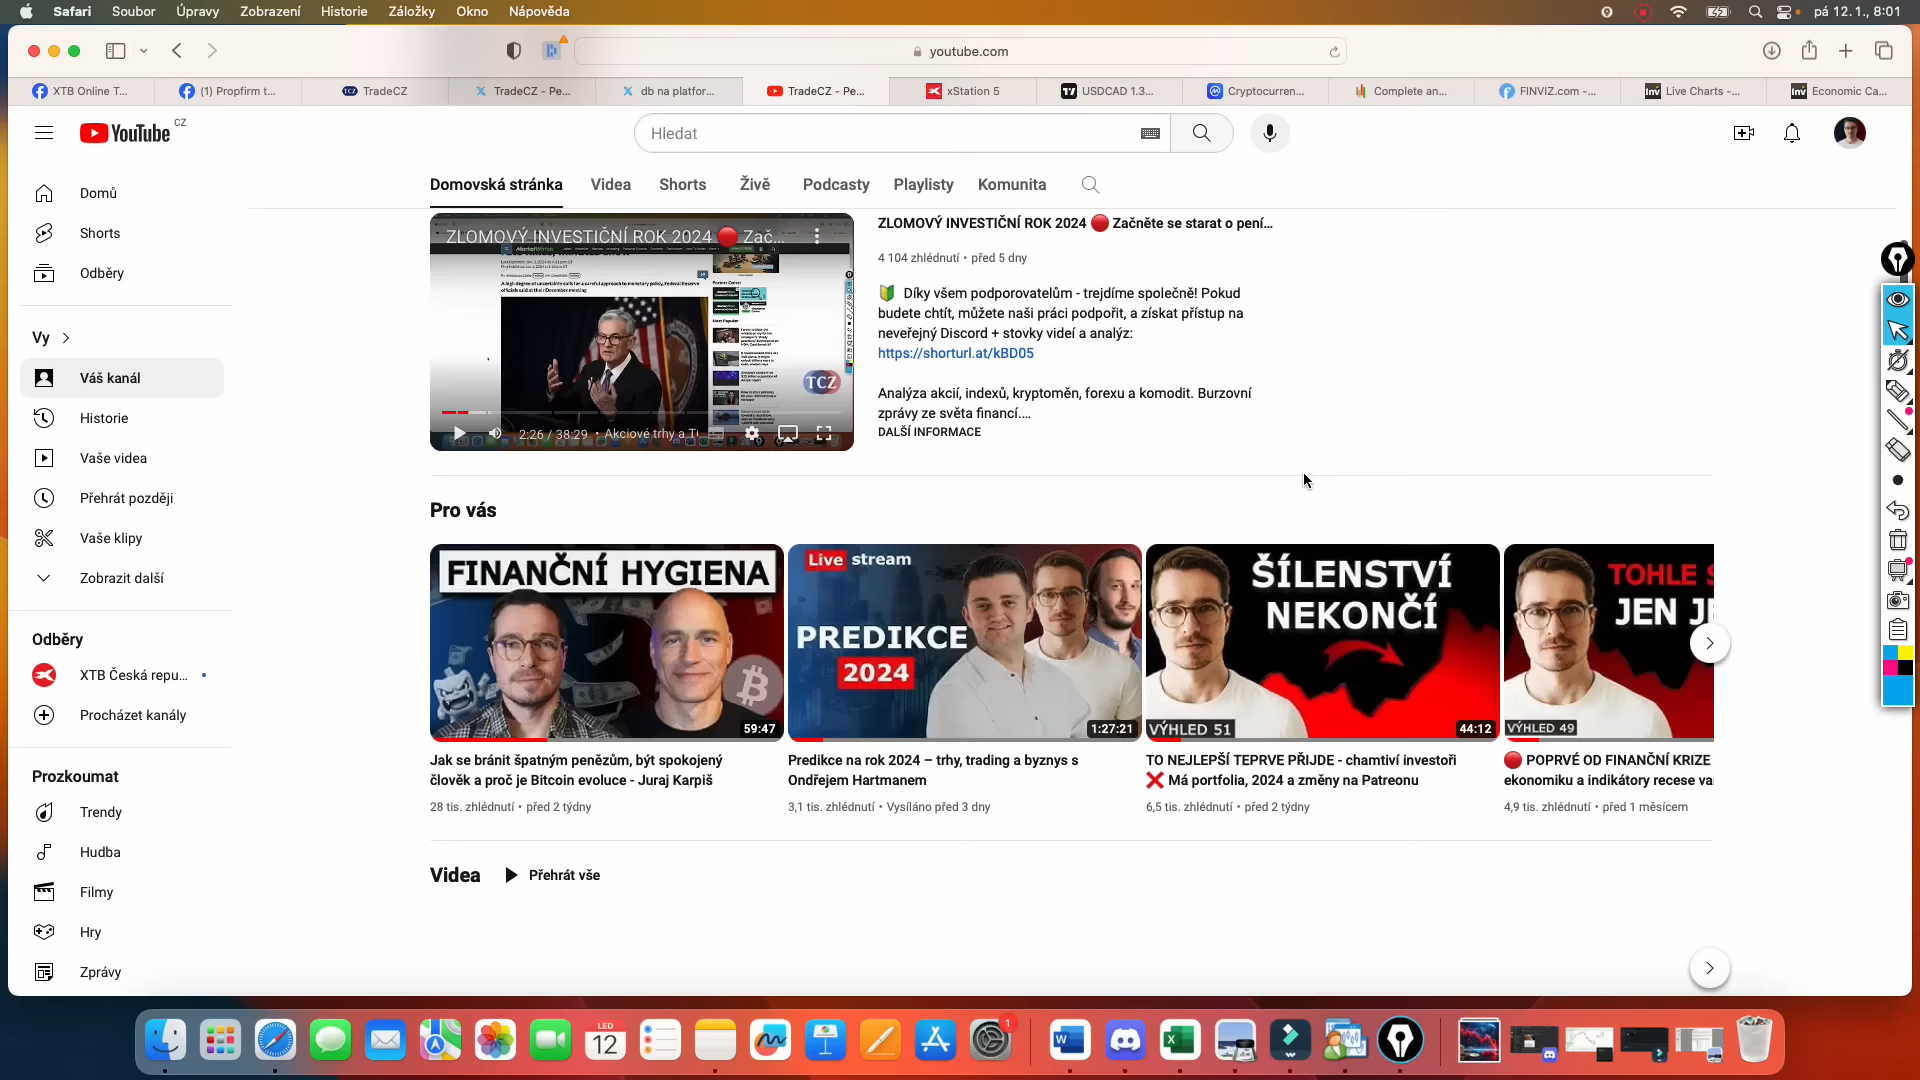 Safari Soubor Úpravy Zobrazení Historie Záložky Okno Nápověda
pá 12. 1., 8:01
youtube.com
XTB Online T...
(1) Propfirm t...
TradeCZ
TradeCZ - Pe...
db na platfor...
TradeCZ - Pe...
xStation 5
USDCAD 1.3...
Cryptocurren...
Complete an...
FINVIZ.com -...
Live Charts -...
Economic Ca...
YouTube CZ
Hledat
Domů
Shorts
Odběry
Vy
Váš kanál
Historie
Vaše videa
Přehrát později
Vaše klipy
Zobrazit další
Odběry
XTB Česká repu...
Procházet kanály
Prozkoumat
Trendy
Hudba
Filmy
Hry
Zprávy
Domovská stránka Videa Shorts Živě Podcasty Playlisty Komunita
ZLOMOVÝ INVESTIČNÍ ROK 2024 🔴 Zač...
TCZ
2:26 / 38:29 • Akciové trhy a T
ZLOMOVÝ INVESTIČNÍ ROK 2024 🔴 Začněte se starat o pení...
4 104 zhlédnutí • před 5 dny
🔰 Díky všem podporovatelům - trejdíme společně! Pokud
budete chtít, můžete naši práci podpořit, a získat přístup na
neveřejný Discord + stovky videí a analýz:
https://shorturl.at/kBD05
Analýza akcií, indexů, kryptoměn, forexu a komodit. Burzovní
zprávy ze světa financí....
DALŠÍ INFORMACE
Pro vás
FINANČNÍ HYGIENA
59:47
Jak se bránit špatným penězům, být spokojený
člověk a proč je Bitcoin evoluce - Juraj Karpiš
28 tis. zhlédnutí • před 2 týdny
Live stream
PREDIKCE
2024
1:27:21
Predikce na rok 2024 – trhy, trading a byznys s
Ondřejem Hartmanem
3,1 tis. zhlédnutí • Vysíláno před 3 dny
ŠÍLENSTVÍ
NEKONČÍ
VÝHLED 51
44:12
TO NEJLEPŠÍ TEPRVE PŘIJDE - chamtiví investoři
❌ Má portfolia, 2024 a změny na Patreonu
6,5 tis. zhlédnutí • před 2 týdny
TOHLE S
JEN JE
VÝHLED 49
🔴 POPRVÉ OD FINANČNÍ KRIZE
ekonomiku a indikátory recese va
4,9 tis. zhlédnutí • před 1 měsícem
Videa
Přehrát vše
LED
12
1